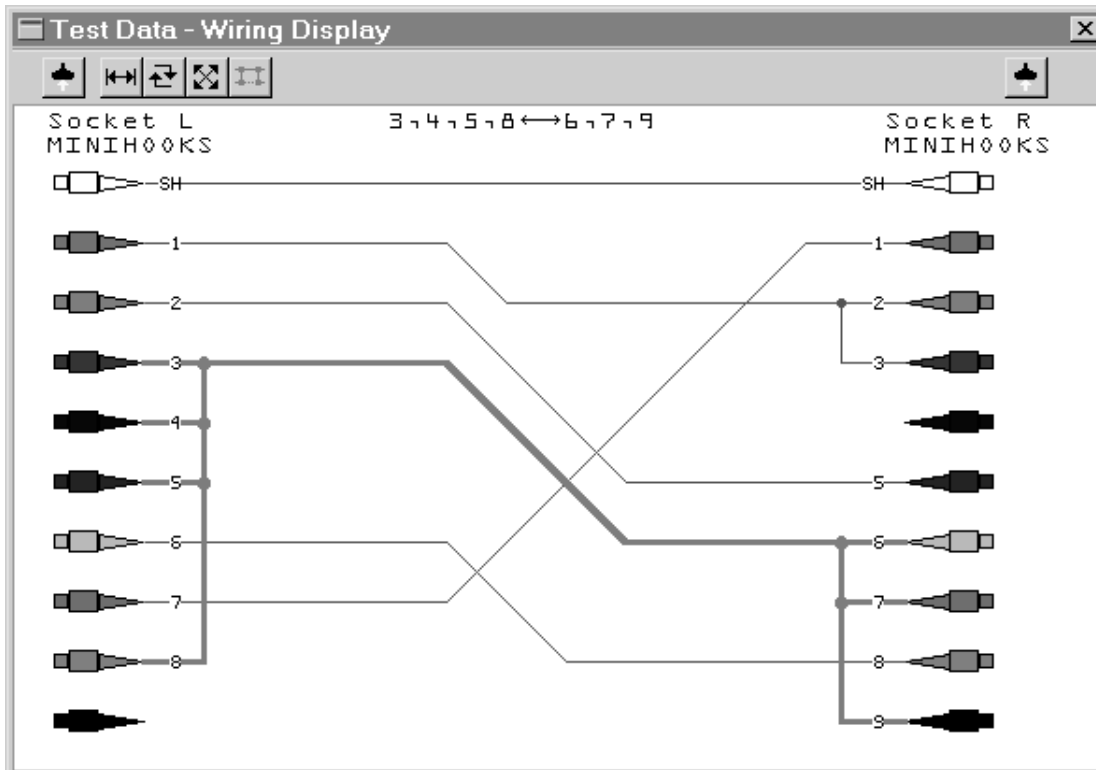 Test Data - Wiring Display
Socket L
MINIHOOKS
3,4,5,8↔6,7,9
Socket R
MINIHOOKS
SH SH
1 1
2 2
3 3
4
5 5
6 6
7 7
8 8
9